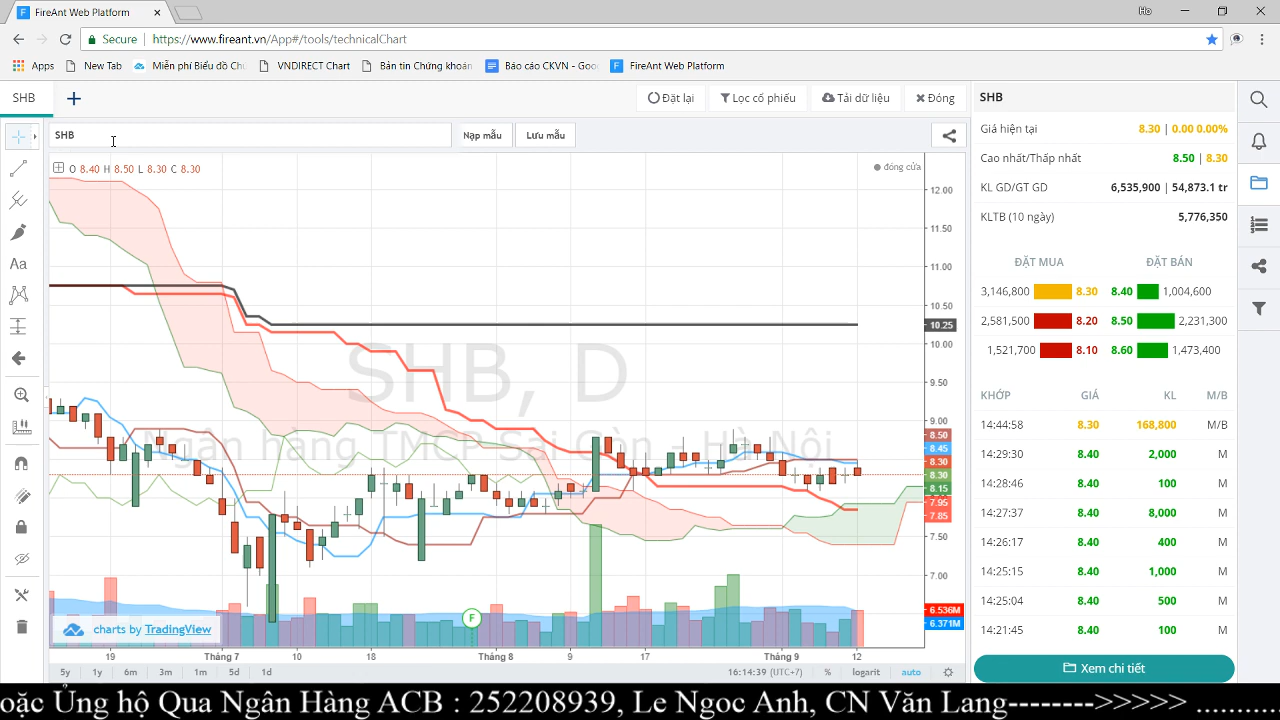 FireAnt Web Platform
Secure | https://www.fireant.vn/App#/tools/technicalChart
Apps New Tab Miễn phí Biểu đồ Chu VNDIRECT Chart Bản tin Chứng khoán Báo cáo CKVN - Goo FireAnt Web Platform
SHB + Đặt lại Lọc cổ phiếu Tải dữ liệu Đóng
SHB Nạp mẫu Lưu mẫu
O 8.40 H 8.50 L 8.30 C 8.30 đóng cửa
SHB, D
Ngân hàng TMCP Sài Gòn - Hà Nội
12.00
11.50
11.00
10.50
10.25
10.00
9.50
9.00
8.50
8.45
8.30
8.30
8.15
7.95
7.85
7.50
7.00
6.536M
6.371M
F
charts by TradingView
19 Tháng 7 10 18 Tháng 8 9 17 Tháng 9 12
5y 1y 6m 3m 1m 5d 1d 16:14:39 (UTC+7) % logarit auto
Aa
SHB
Giá hiện tại 8.30 | 0.00 0.00%
Cao nhất/Thấp nhất 8.50 | 8.30
KL GD/GT GD 6,535,900 | 54,873.1 tr
KLTB (10 ngày) 5,776,350
ĐẶT MUA ĐẶT BÁN
3,146,800 8.30 8.40 1,004,600
2,581,500 8.20 8.50 2,231,300
1,521,700 8.10 8.60 1,473,400
KHỚP GIÁ KL M/B
14:44:58 8.30 168,800 M/B
14:29:30 8.40 2,000 M
14:28:46 8.40 100 M
14:27:37 8.40 8,000 M
14:26:17 8.40 400 M
14:25:15 8.40 1,000 M
14:25:04 8.40 500 M
14:21:45 8.40 100 M
Xem chi tiết
oặc Ủng hộ Qua Ngân Hàng ACB : 252208939, Le Ngoc Anh, CN Văn Lang-------->>>>> ..........